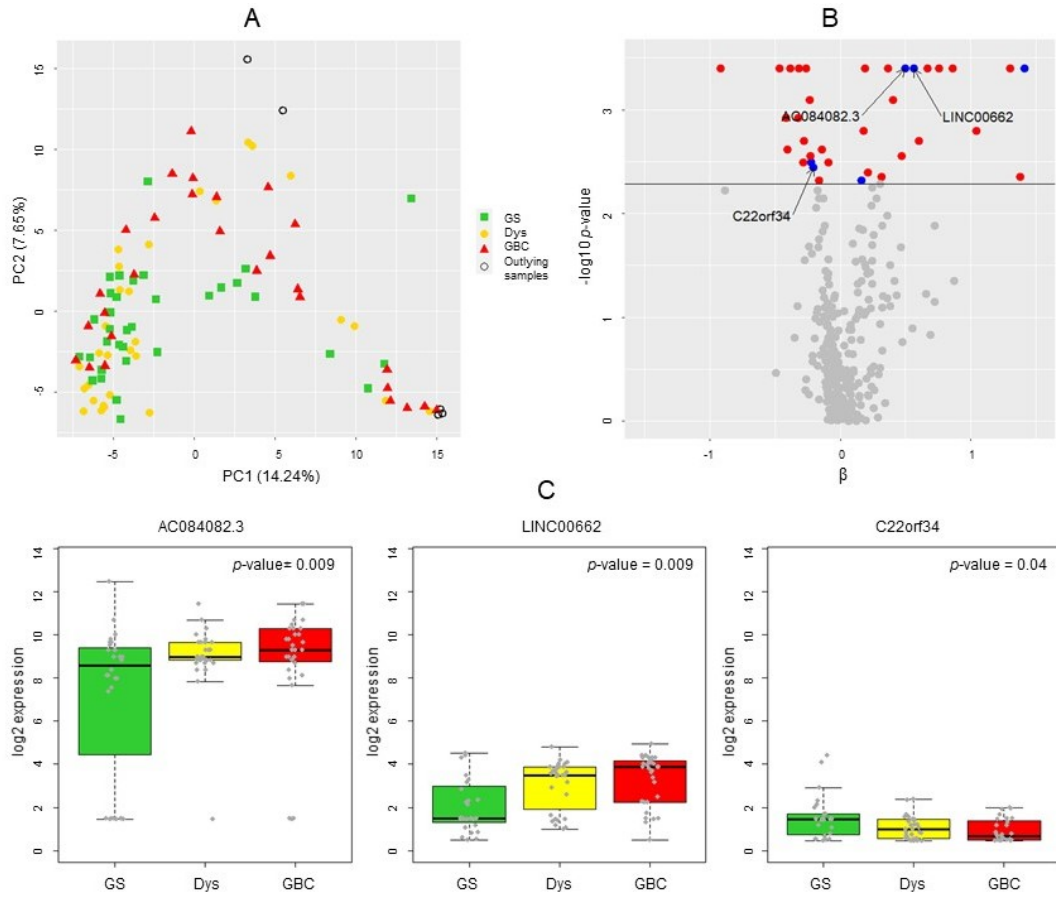 A
PC2 (7.65%)
15
10
5
0
-5
-5
0
5
10
15
PC1 (14.24%)
GS
Dys
GBC
Outlying
samples
B
-log10 p-value
3
2
1
0
AC084082.3
LINC00662
C22orf34
-1
0
1
β
C
AC084082.3
p-value= 0.009
log2 expression
14
12
10
8
6
4
2
0
GS
Dys
GBC
LINC00662
p-value = 0.009
log2 expression
14
12
10
8
6
4
2
0
GS
Dys
GBC
C22orf34
p-value = 0.04
log2 expression
14
12
10
8
6
4
2
0
GS
Dys
GBC